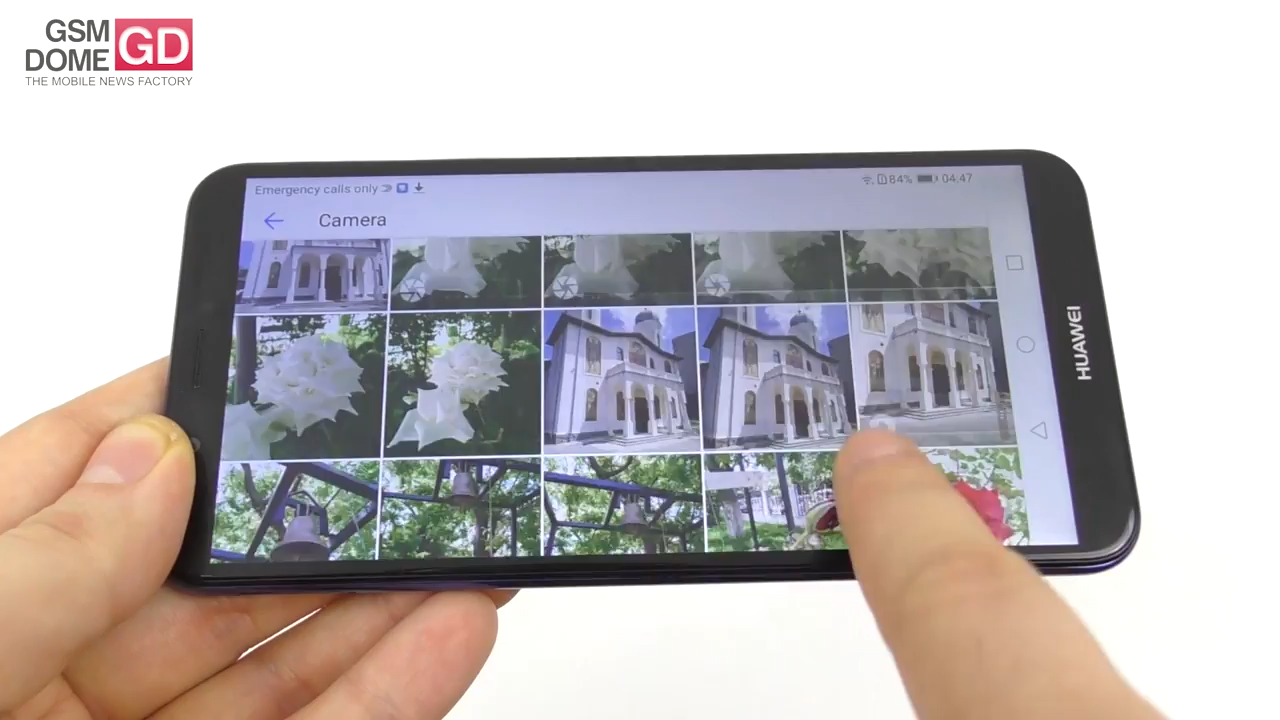 GSM
DOME GD
THE MOBILE NEWS FACTORY
Emergency calls only
84% 04:47
Camera
HUAWEI